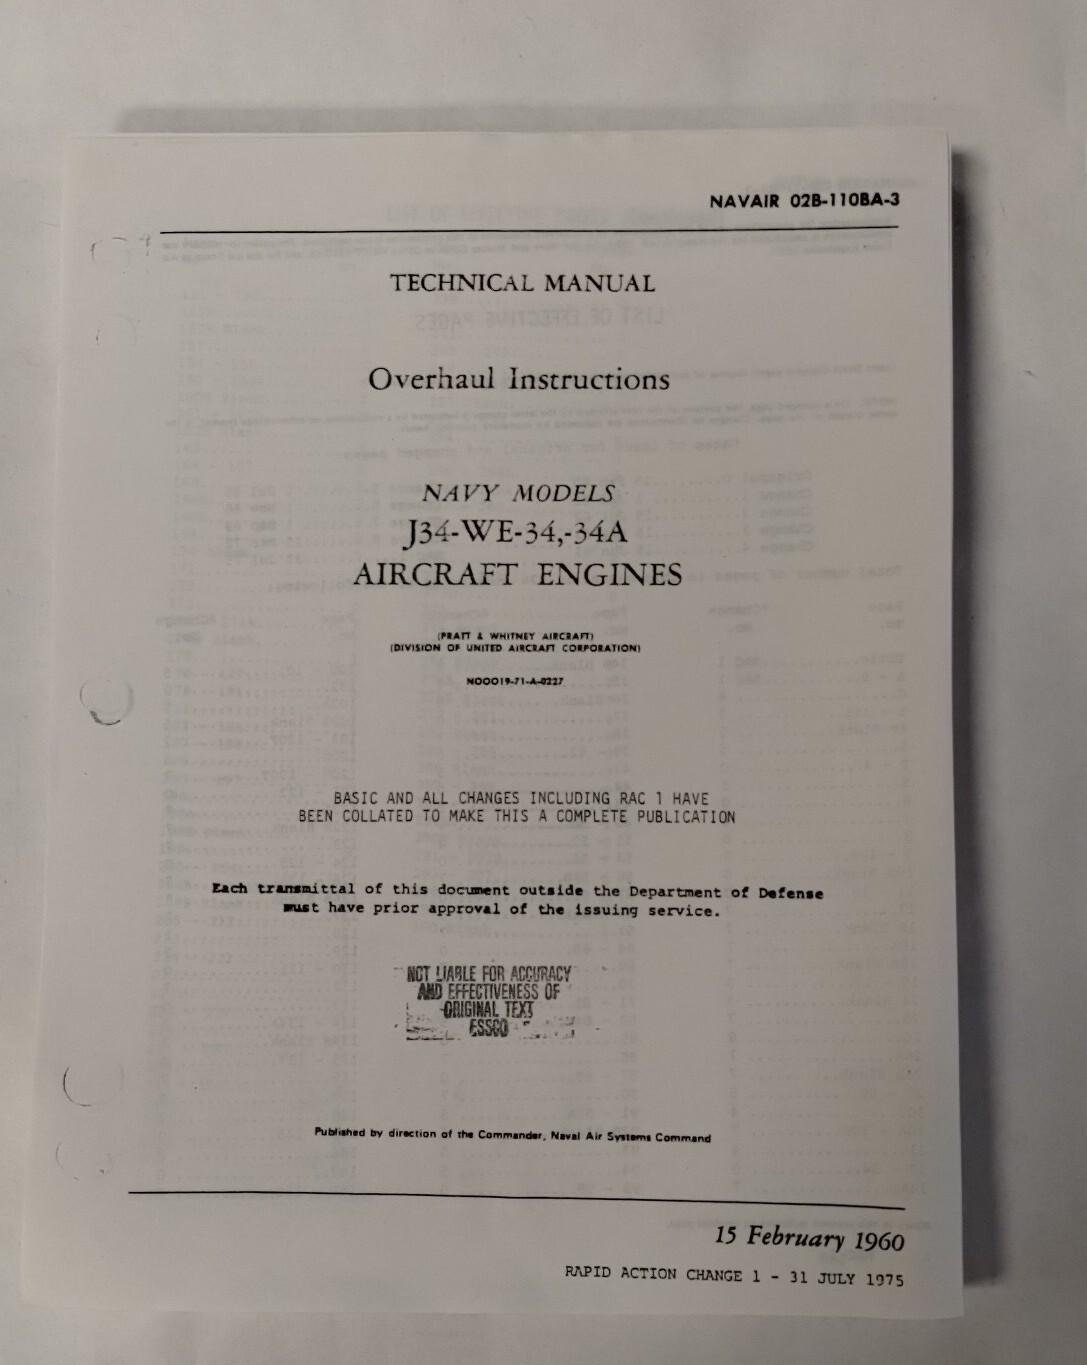 NAVAIR 02B-110BA-3
TECHNICAL MANUAL
Overhaul Instructions
NAVY MODELS
J34-WE-34,-34A
AIRCRAFT ENGINES
(PRATT & WHITNEY AIRCRAFT)
(DIVISION OF UNITED AIRCRAFT CORPORATION)
N00019-71-A-0227
BASIC AND ALL CHANGES INCLUDING RAC 1 HAVE
BEEN COLLATED TO MAKE THIS A COMPLETE PUBLICATION
Each transmittal of this document outside the Department of Defense
must have prior approval of the issuing service.
NOT LIABLE FOR ACCURACY
AND EFFECTIVENESS OF
ORIGINAL TEXT
ESSCO
Published by direction of the Commander, Naval Air Systems Command
15 February 1960
RAPID ACTION CHANGE 1 - 31 JULY 1975